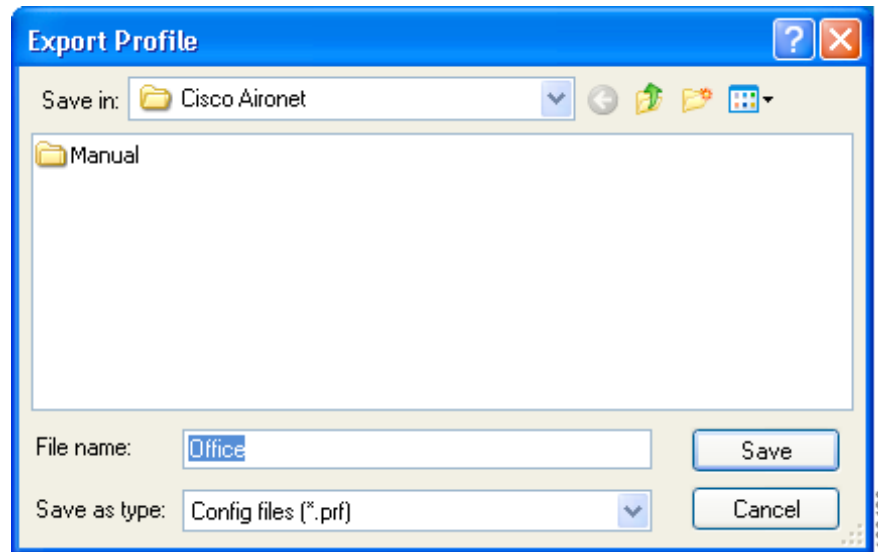 Export Profile
Save in: Cisco Aironet
Manual
File name: Office Save
Save as type: Config files (*.prf) Cancel